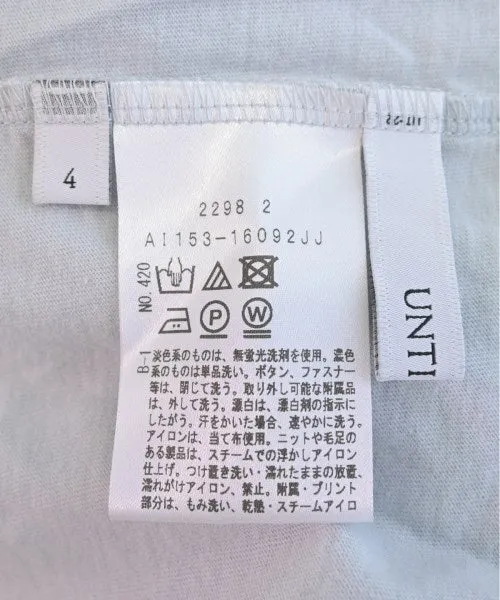 4
2298 2
AI153-16092JJ
NO.420
P
W
B-1
淡色系のものは、無蛍光洗剤を使用。濃色
系のものは単品洗い。ボタン、ファスナー
等は、閉じて洗う。取り外し可能な附属品
は、外して洗う。漂白は、漂白剤の指示に
したがう。汗をかいた場合、速やかに洗う。
アイロンは、当て布使用。ニットや毛足の
ある製品は、スチームでの浮かしアイロン
仕上げ。つけ置き洗い・濡れたままの放置、
濡れがけアイロン、禁止。附属・プリント
部分は、もみ洗い、乾熱・スチームアイロ
UNTI